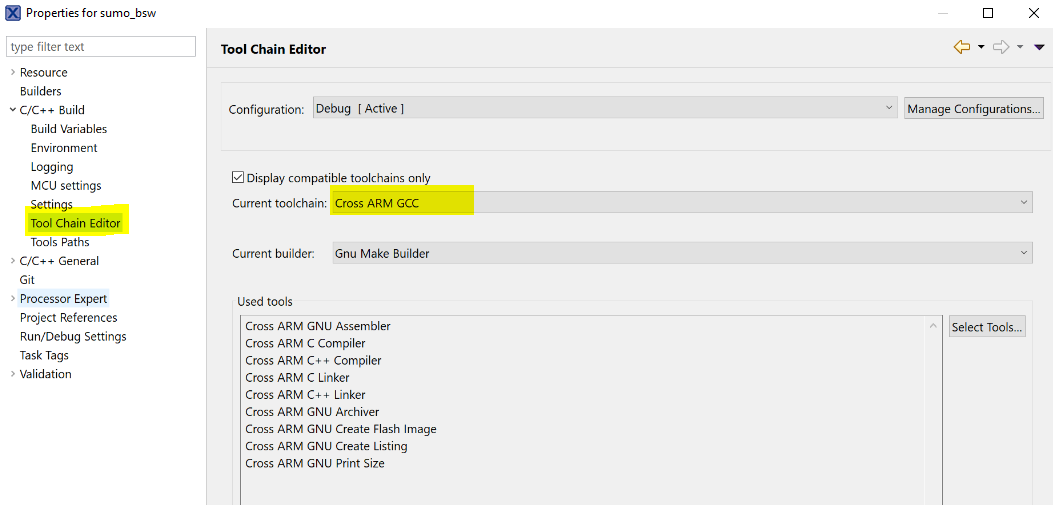 Properties for sumo_bsw
type filter text
Resource
Builders
C/C++ Build
Build Variables
Environment
Logging
MCU settings
Settings
Tool Chain Editor
Tools Paths
C/C++ General
Git
Processor Expert
Project References
Run/Debug Settings
Task Tags
Validation
Tool Chain Editor
Configuration: Debug [ Active ] Manage Configurations...
Display compatible toolchains only
Current toolchain: Cross ARM GCC
Current builder: Gnu Make Builder
Used tools
Cross ARM GNU Assembler
Cross ARM C Compiler
Cross ARM C++ Compiler
Cross ARM C Linker
Cross ARM C++ Linker
Cross ARM GNU Archiver
Cross ARM GNU Create Flash Image
Cross ARM GNU Create Listing
Cross ARM GNU Print Size
Select Tools...